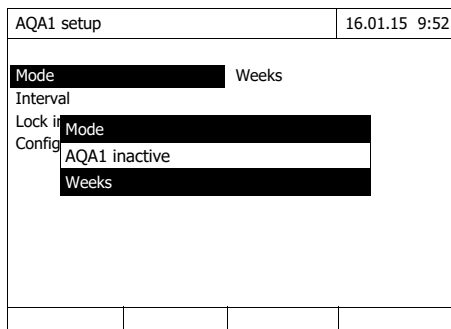 AQA1 setup 16.01.15 9:52
Mode Weeks
Interval
Lock i
Config
Mode
AQA1 inactive
Weeks